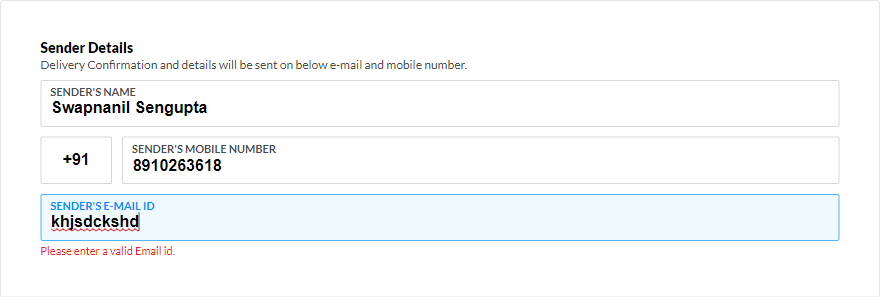 Sender Details
Delivery Confirmation and details will be sent on below e-mail and mobile number.
SENDER'S NAME
Swapnanil Sengupta
+91
SENDER'S MOBILE NUMBER
8910263618
SENDER'S E-MAIL ID
khjsdckshd
Please enter a valid Email id.